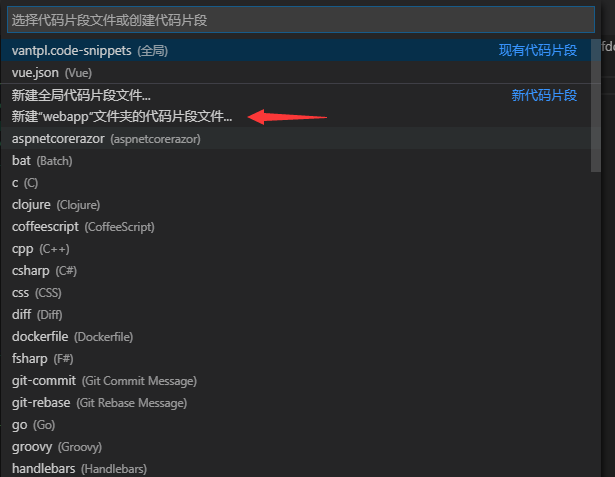 选择代码片段文件或创建代码片段
vantpl.code-snippets (全局) 现有代码片段
vue.json (Vue)
新建全局代码片段文件... 新代码片段
新建"webapp"文件夹的代码片段文件...
aspnetcorerazor (aspnetcorerazor)
bat (Batch)
c (C)
clojure (Clojure)
coffeescript (CoffeeScript)
cpp (C++)
csharp (C#)
css (CSS)
diff (Diff)
dockerfile (Dockerfile)
fsharp (F#)
git-commit (Git Commit Message)
git-rebase (Git Rebase Message)
go (Go)
groovy (Groovy)
handlebars (Handlebars)